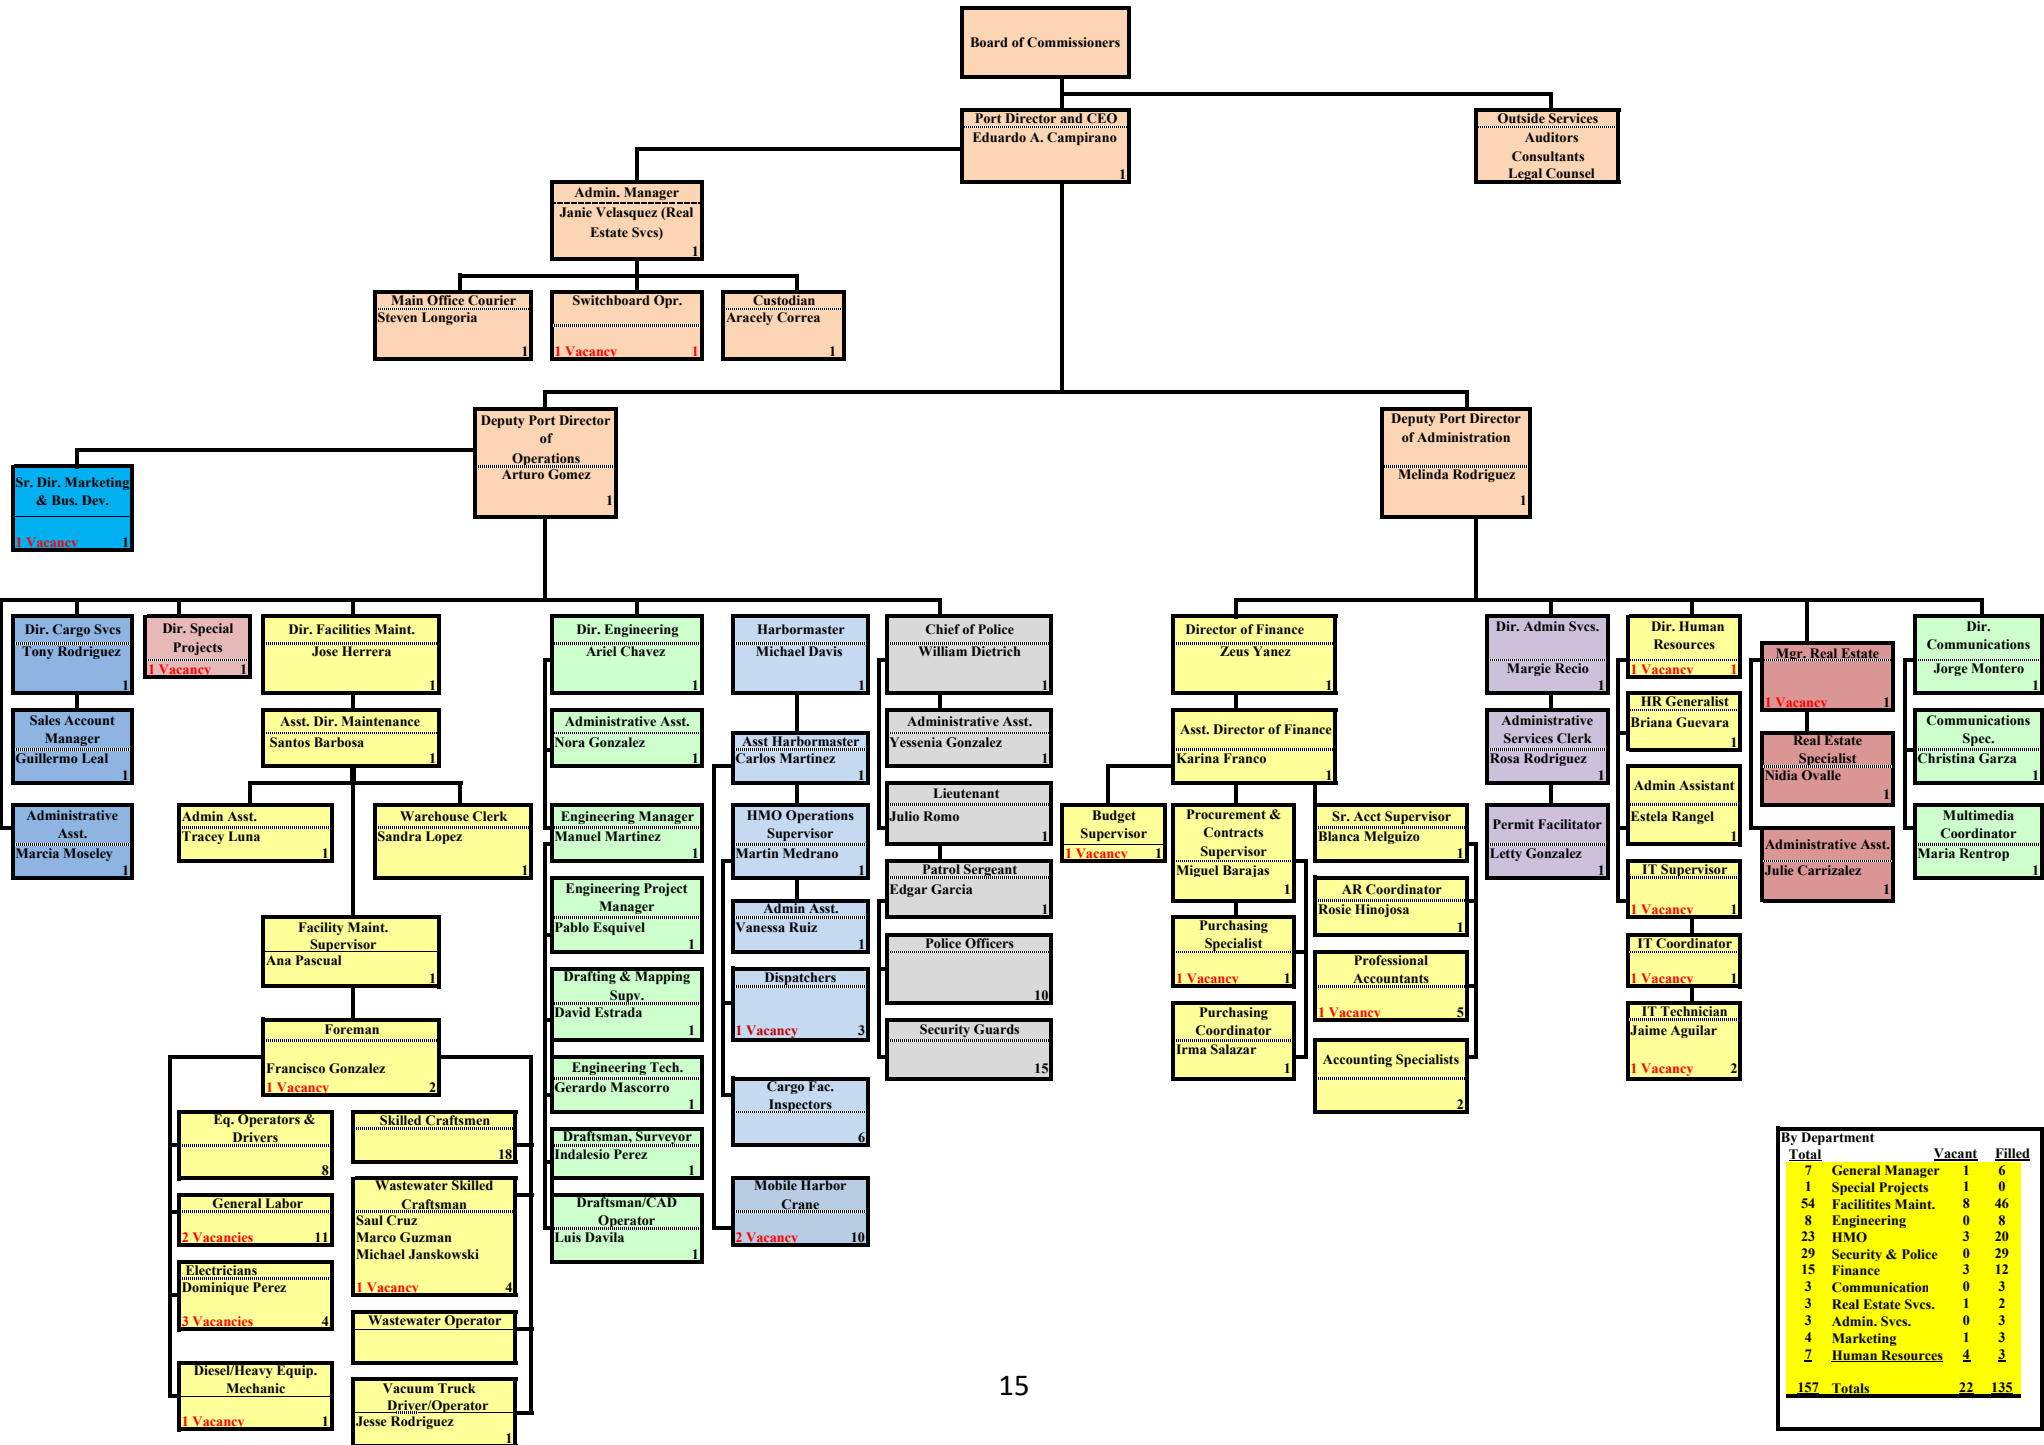 Board of Commissioners
Port Director and CEO
Eduardo A. Campirano
1
Outside Services
Auditors
Consultants
Legal Counsel
Admin. Manager
Janie Velasquez (Real
Estate Svcs)
1
Main Office Courier
Steven Longoria
1
Switchboard Opr.
1 Vacancy 1
Custodian
Aracely Correa
1
Deputy Port Director
of
Operations
Arturo Gomez
1
Deputy Port Director
of Administration
Melinda Rodriguez
1
Sr. Dir. Marketing
& Bus. Dev.
1 Vacancy 1
Dir. Cargo Svcs
Tony Rodriguez
1
Sales Account
Manager
Guillermo Leal
1
Administrative
Asst.
Marcia Moseley
1
Dir. Special
Projects
1 Vacancy 1
Dir. Facilities Maint.
Jose Herrera
1
Asst. Dir. Maintenance
Santos Barbosa
1
Admin Asst.
Tracey Luna
1
Warehouse Clerk
Sandra Lopez
1
Facility Maint.
Supervisor
Ana Pascual
1
Foreman
Francisco Gonzalez
1 Vacancy 2
Eq. Operators &
Drivers
8
General Labor
2 Vacancies 11
Electricians
Dominique Perez
3 Vacancies 4
Diesel/Heavy Equip.
Mechanic
1 Vacancy 1
Skilled Craftsmen
18
Wastewater Skilled
Craftsman
Saul Cruz
Marco Guzman
Michael Janskowski
1 Vacancy 4
Wastewater Operator
Vacuum Truck
Driver/Operator
Jesse Rodriguez
1
Dir. Engineering
Ariel Chavez
1
Administrative Asst.
Nora Gonzalez
1
Engineering Manager
Manuel Martinez
1
Engineering Project
Manager
Pablo Esquivel
1
Drafting & Mapping
Supv.
David Estrada
1
Engineering Tech.
Gerardo Mascorro
1
Draftsman, Surveyor
Indalesio Perez
1
Draftsman/CAD
Operator
Luis Davila
1
Harbormaster
Michael Davis
1
Asst Harbormaster
Carlos Martinez
1
HMO Operations
Supervisor
Martin Medrano
1
Admin Asst.
Vanessa Ruiz
1
Dispatchers
1 Vacancy 3
Cargo Fac.
Inspectors
6
Mobile Harbor
Crane
2 Vacancy 10
Chief of Police
William Dietrich
1
Administrative Asst.
Yessenia Gonzalez
1
Lieutenant
Julio Romo
1
Patrol Sergeant
Edgar Garcia
1
Police Officers
10
Security Guards
15
Director of Finance
Zeus Yanez
1
Asst. Director of Finance
Karina Franco
1
Budget
Supervisor
1 Vacancy 1
Procurement &
Contracts
Supervisor
Miguel Barajas
1
Purchasing
Specialist
1 Vacancy 1
Purchasing
Coordinator
Irma Salazar
1
Sr. Acct Supervisor
Blanca Melguizo
1
AR Coordinator
Rosie Hinojosa
1
Professional
Accountants
1 Vacancy 5
Accounting Specialists
2
Dir. Admin Svcs.
Margie Recio
1
Administrative
Services Clerk
Rosa Rodriguez
1
Permit Facilitator
Letty Gonzalez
1
Dir. Human
Resources
1 Vacancy 1
HR Generalist
Briana Guevara
1
Admin Assistant
Estela Rangel
1
IT Supervisor
1 Vacancy 1
IT Coordinator
1 Vacancy 1
IT Technician
Jaime Aguilar
1 Vacancy 2
Mgr. Real Estate
1 Vacancy 1
Real Estate
Specialist
Nidia Ovalle
1
Administrative Asst.
Julie Carrizalez
1
Dir.
Communications
Jorge Montero
1
Communications
Spec.
Christina Garza
1
Multimedia
Coordinator
Maria Rentrop
1
By Department
Total Vacant Filled
7 General Manager 1 6
1 Special Projects 1 0
54 Facilitites Maint. 8 46
8 Engineering 0 8
23 HMO 3 20
29 Security & Police 0 29
15 Finance 3 12
3 Communication 0 3
3 Real Estate Svcs. 1 2
3 Admin. Svcs. 0 3
4 Marketing 1 3
7 Human Resources 4 3
157 Totals 22 135
15